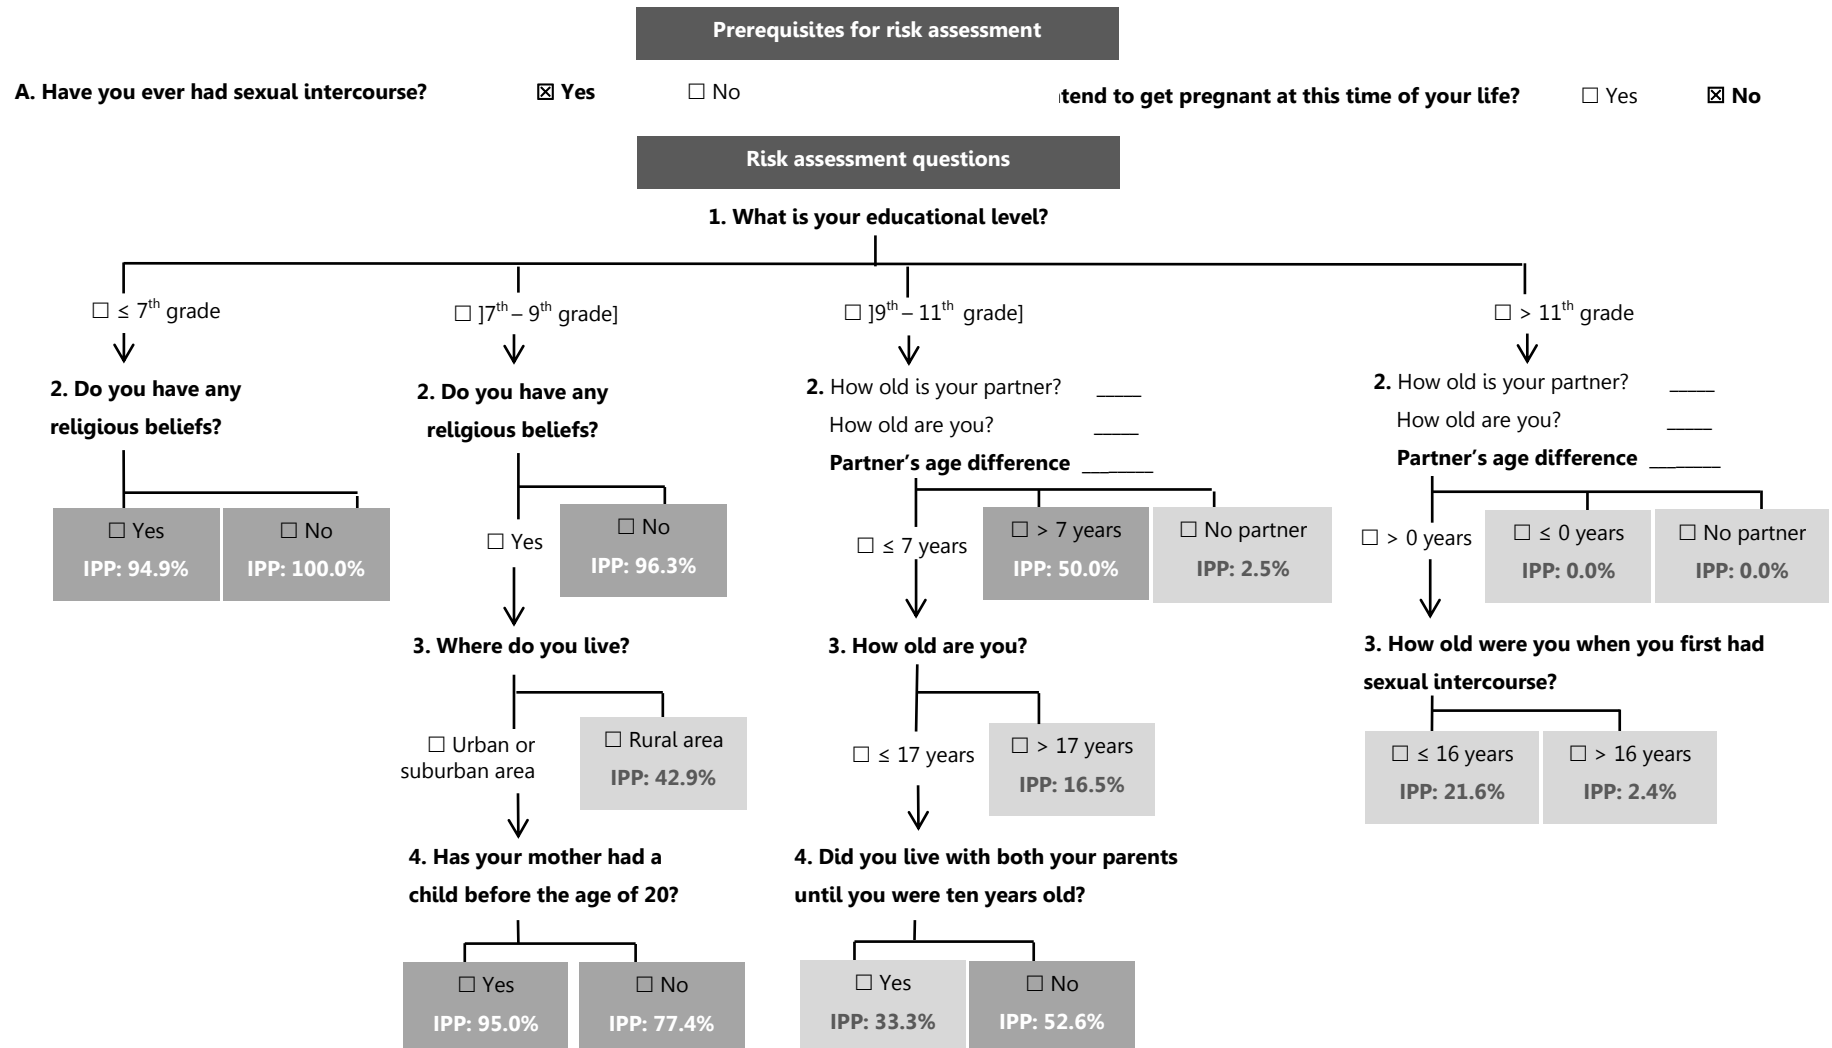 Prerequisites for risk assessment
A. Have you ever had sexual intercourse? ☒ Yes ☐ No
to get pregnant at this time of your life? ☐ Yes ☒ No
Risk assessment questions
1. What is your educational level?
☐ ≤ 7th grade
☐ ]7th – 9th grade]
☐ ]9th – 11th grade]
☐ > 11th grade
2. Do you have any
religious beliefs?
☐ Yes
IPP: 94.9%
☐ No
IPP: 100.0%
2. Do you have any
religious beliefs?
☐ Yes
☐ No
IPP: 96.3%
3. Where do you live?
☐ Urban or
suburban area
☐ Rural area
IPP: 42.9%
4. Has your mother had a
child before the age of 20?
☐ Yes
IPP: 95.0%
☐ No
IPP: 77.4%
2. How old is your partner? _____
How old are you? _____
Partner’s age difference ________
☐ ≤ 7 years
☐ > 7 years
IPP: 50.0%
☐ No partner
IPP: 2.5%
3. How old are you?
☐ ≤ 17 years
☐ > 17 years
IPP: 16.5%
4. Did you live with both your parents
until you were ten years old?
☐ Yes
IPP: 33.3%
☐ No
IPP: 52.6%
2. How old is your partner? _____
How old are you? _____
Partner’s age difference ________
☐ > 0 years
☐ ≤ 0 years
IPP: 0.0%
☐ No partner
IPP: 0.0%
3. How old were you when you first had
sexual intercourse?
☐ ≤ 16 years
IPP: 21.6%
☐ > 16 years
IPP: 2.4%